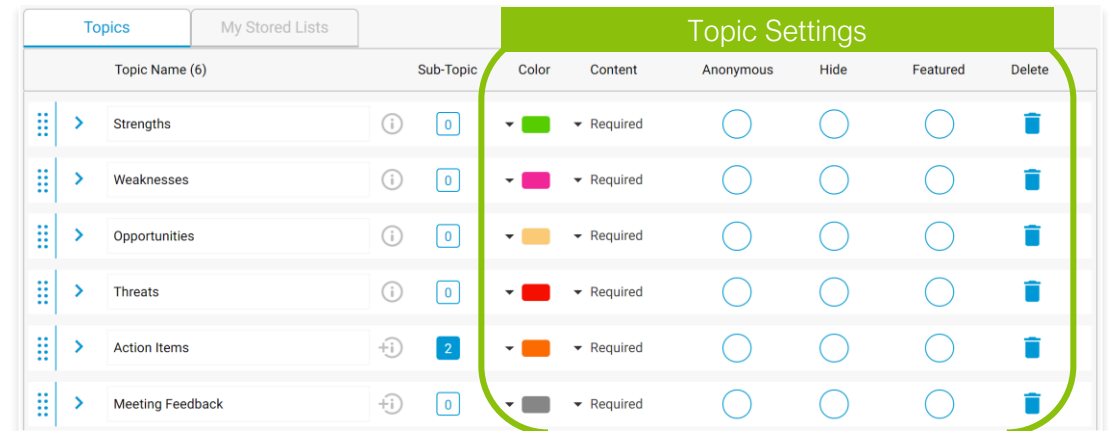 Topics My Stored Lists Topic Settings
Topic Name (6) Sub-Topic Color Content Anonymous Hide Featured Delete
Strengths i 0 Required
Weaknesses i 0 Required
Opportunities i 0 Required
Threats i 0 Required
Action Items +i 2 Required
Meeting Feedback +i 0 Required